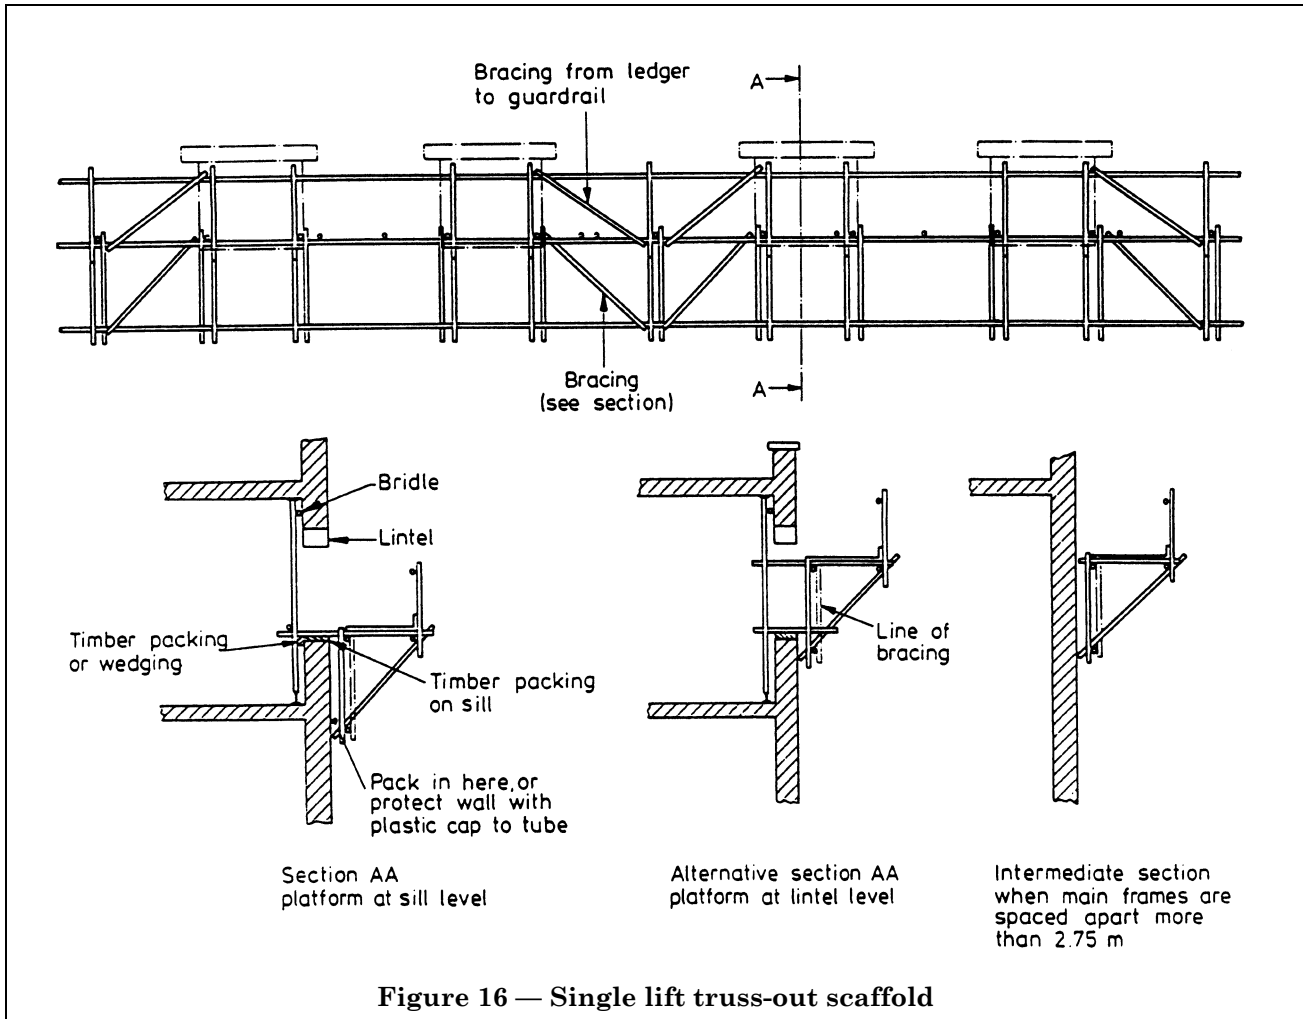 Bracing from ledger
to guardrail
A
Bracing
(see section)
A
Bridle
Lintel
Timber packing
or wedging
Timber packing
on sill
Pack in here, or
protect wall with
plastic cap to tube
Line of
bracing
Section AA
platform at sill level
Alternative section AA
platform at lintel level
Intermediate section
when main frames are
spaced apart more
than 2.75 m
Figure 16 — Single lift truss-out scaffold